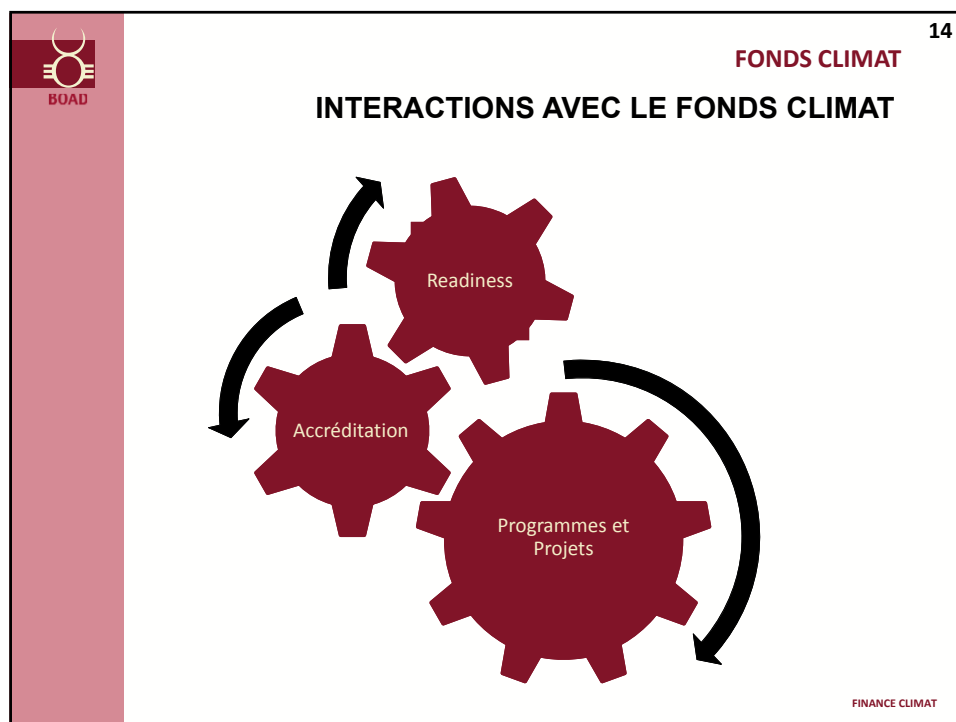 14
BOAD
FONDS CLIMAT
INTERACTIONS AVEC LE FONDS CLIMAT
Readiness
Accréditation
Programmes et
Projets
FINANCE CLIMAT